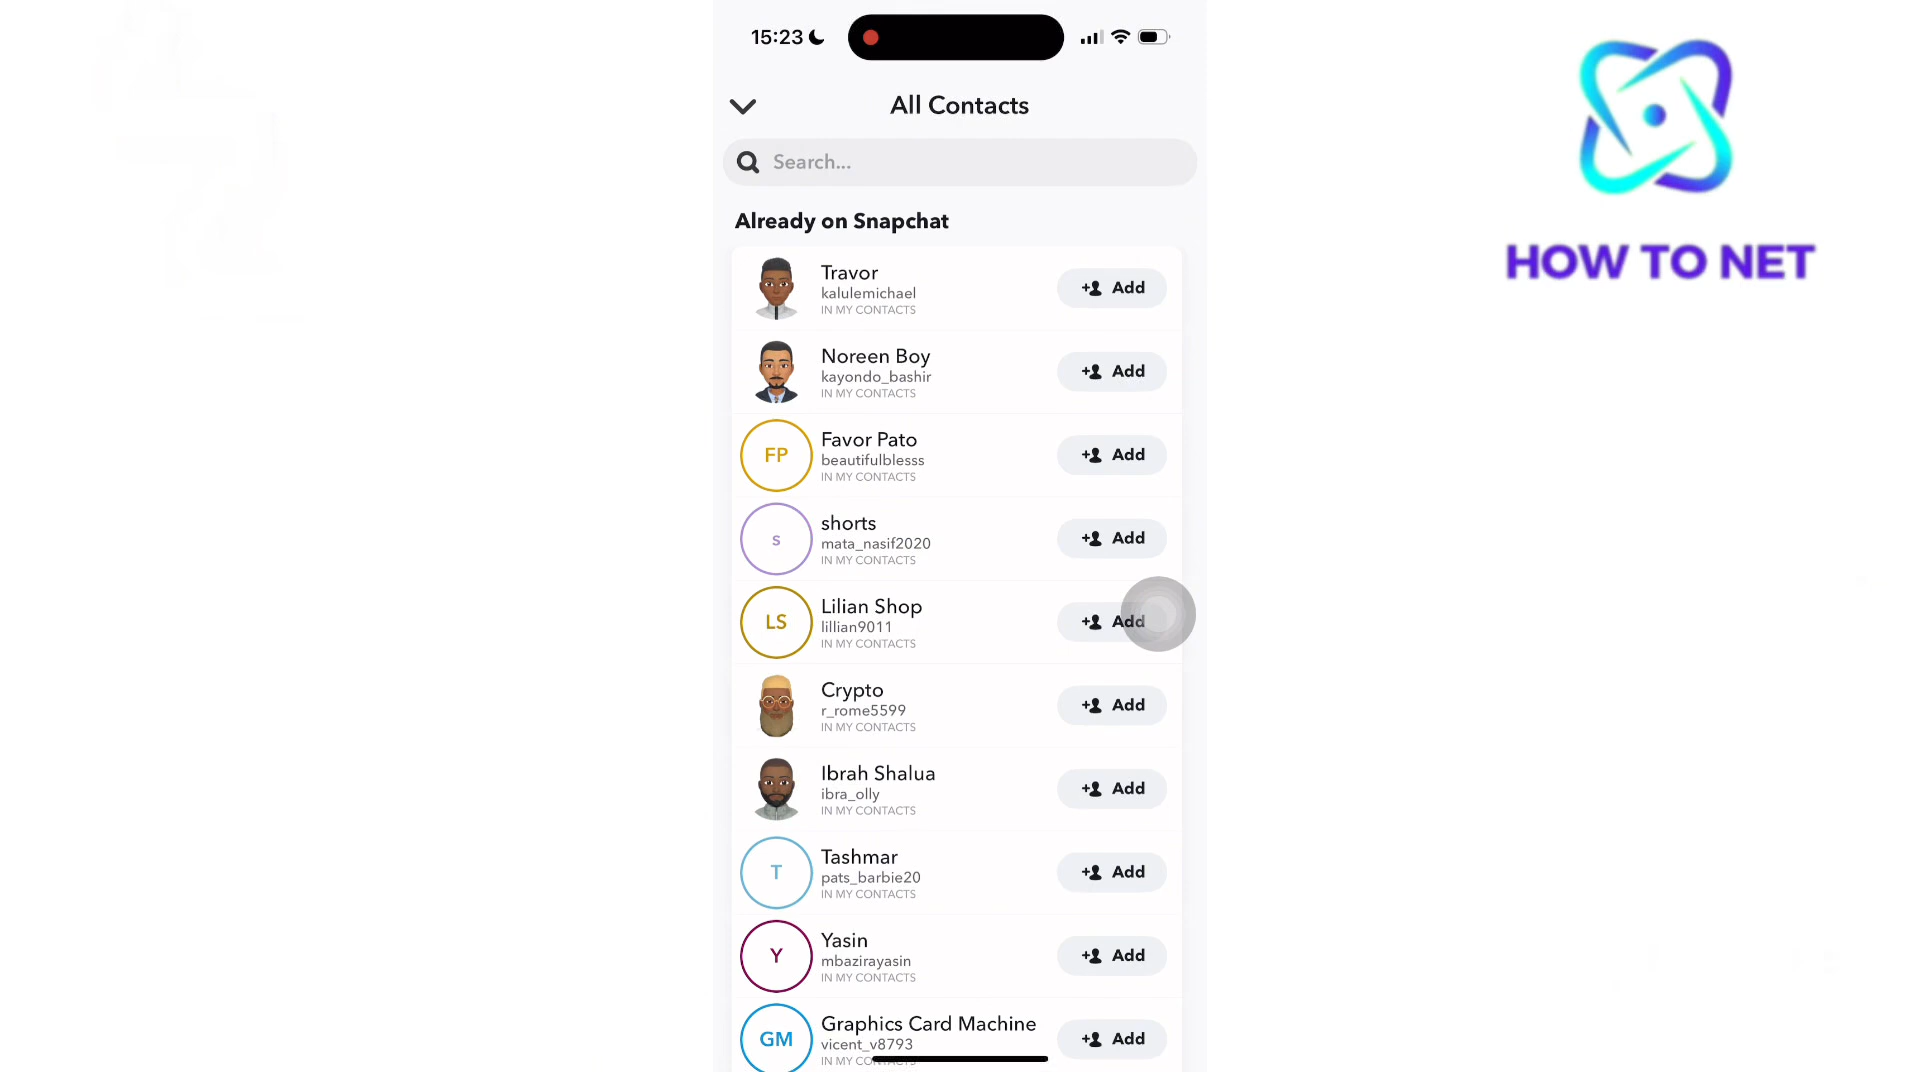 15:23
All Contacts
Search...
HOW TO NET
Already on Snapchat
Travor
kalulemichael
IN MY CONTACTS
Add
Noreen Boy
kayondo_bashir
IN MY CONTACTS
Add
FP
Favor Pato
beautifulblesss
IN MY CONTACTS
Add
s
shorts
mata_nasif2020
IN MY CONTACTS
Add
LS
Lilian Shop
lillian9011
IN MY CONTACTS
Add
Crypto
r_rome5599
IN MY CONTACTS
Add
Ibrah Shalua
ibra_olly
IN MY CONTACTS
Add
T
Tashmar
pats_barbie20
IN MY CONTACTS
Add
Y
Yasin
mbazirayasin
IN MY CONTACTS
Add
GM
Graphics Card Machine
vicent_v8793
IN MY CONTACTS
Add